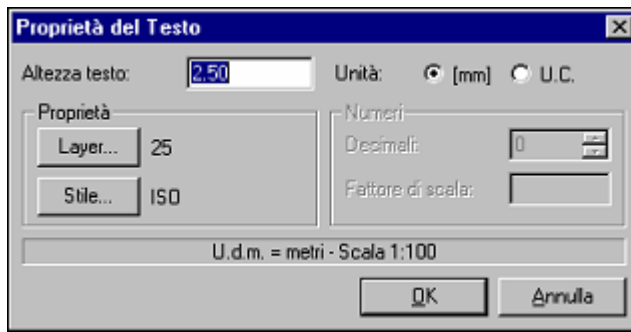 Proprietà del Testo
Altezza testo: 2.50 Unità: [mm] U.C.
Proprietà
Layer... 25
Stile... ISO
Numeri
Decimali: 0
Fattore di scala:
U.d.m. = metri - Scala 1:100
OK Annulla